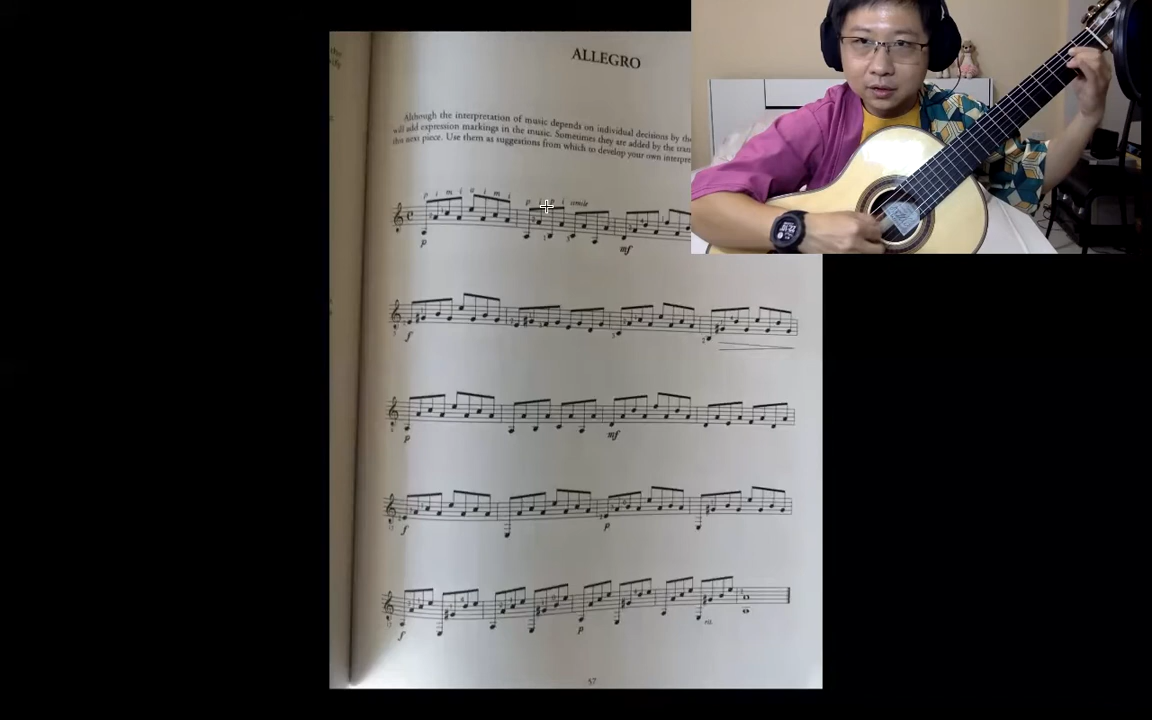 ALLEGRO
the
Although the interpretation of music depends on individual decisions by the
will add expression markings in the music. Sometimes they are added by the
this next piece. Use them as suggestions from which to develop your own
p i m i a i m i
p i i simile
p
mf
f
p
mf
f
p
f
p
rit.
57